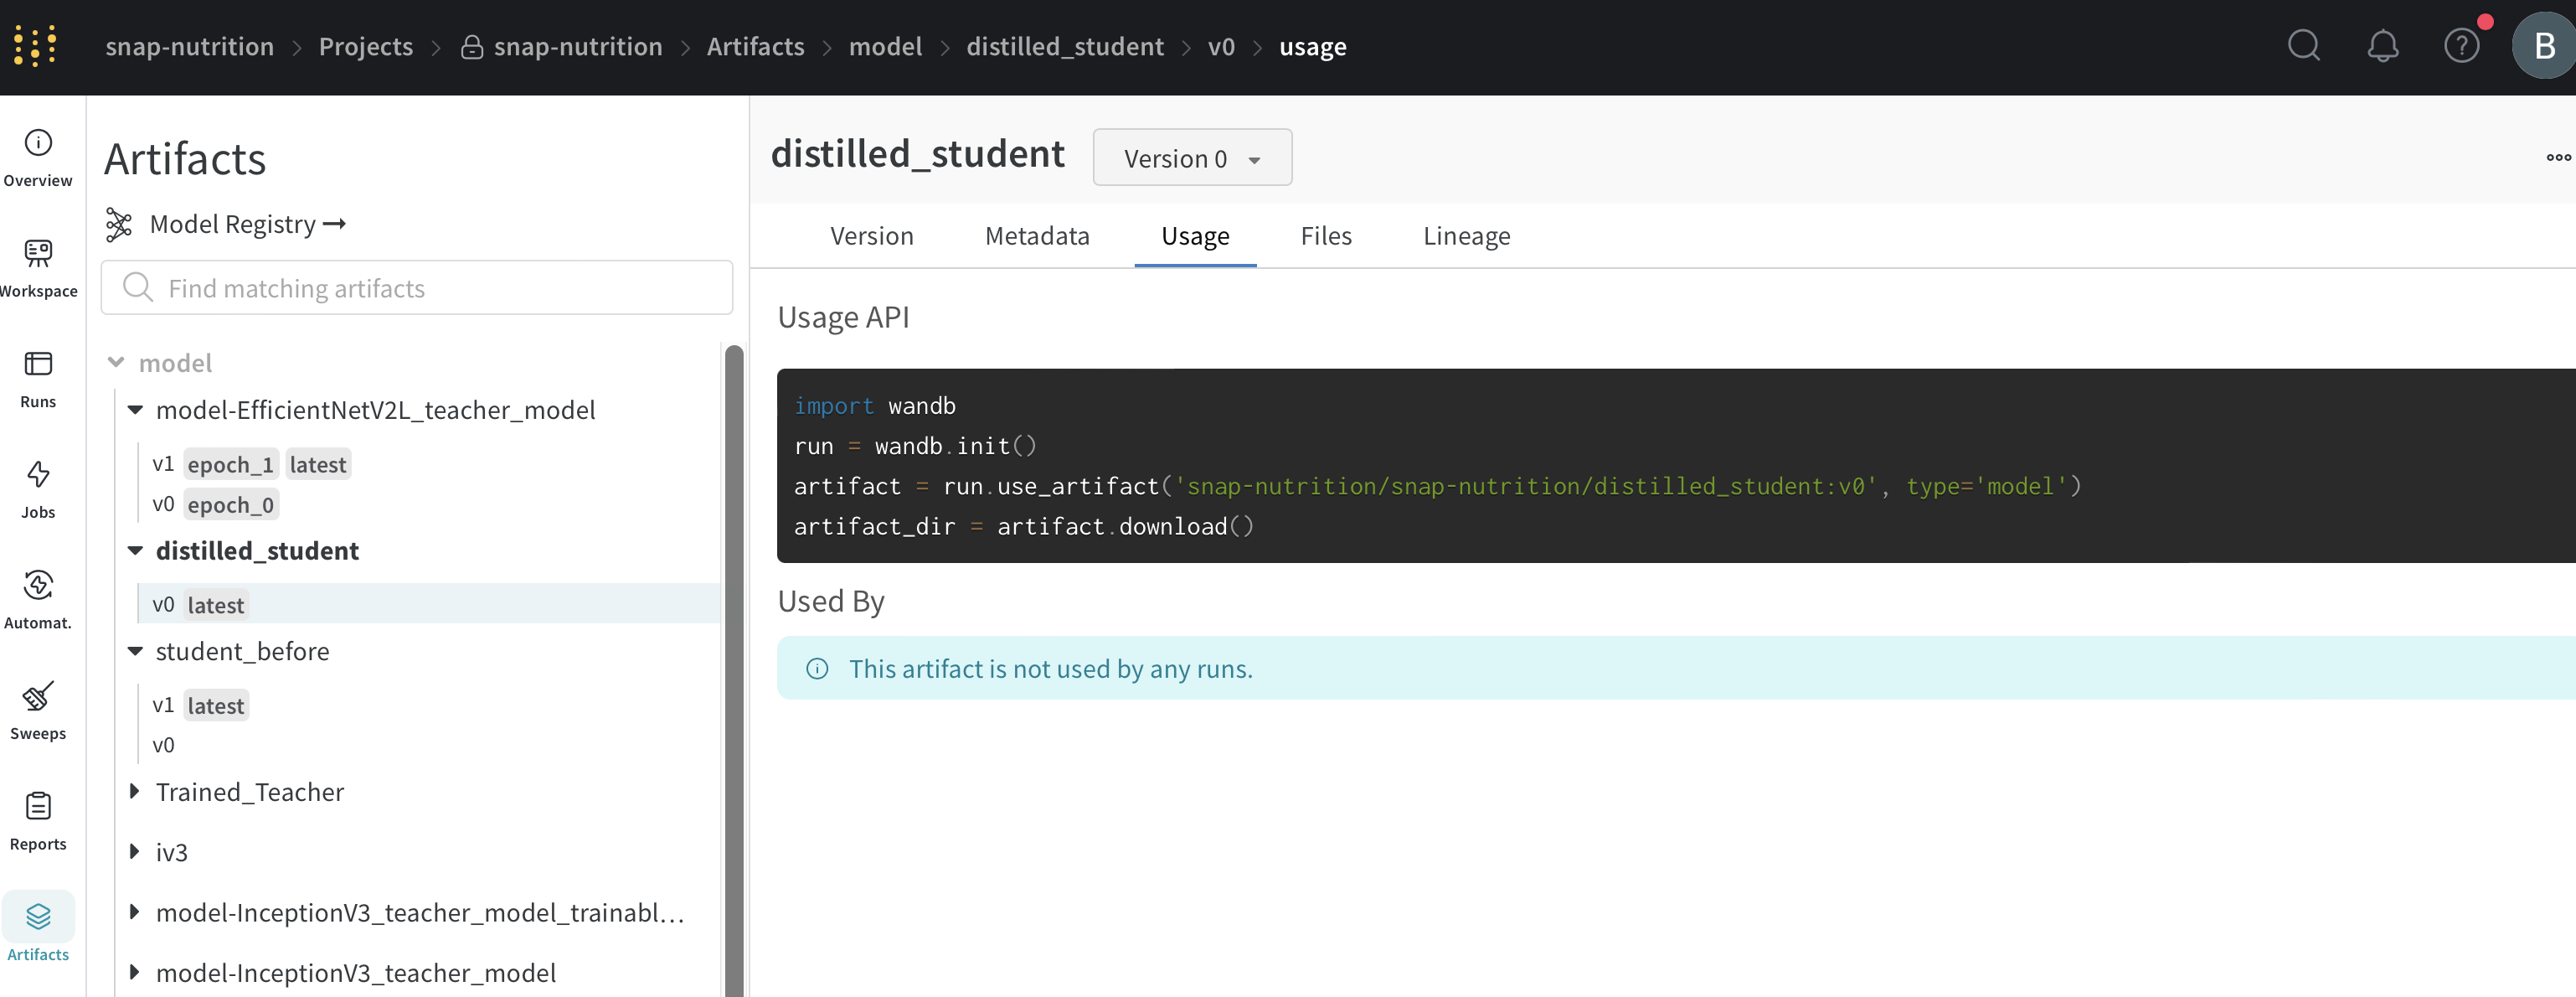 snap-nutrition > Projects > snap-nutrition > Artifacts > model > distilled_student > v0 > usage
B
Overview
Workspace
Runs
Jobs
Automat.
Sweeps
Reports
Artifacts
Artifacts
Model Registry →
Find matching artifacts
model
model-EfficientNetV2L_teacher_model
v1 epoch_1 latest
v0 epoch_0
distilled_student
v0 latest
student_before
v1 latest
v0
Trained_Teacher
iv3
model-InceptionV3_teacher_model_trainabl...
model-InceptionV3_teacher_model
distilled_student Version 0
Version Metadata Usage Files Lineage
Usage API
import wandb
run = wandb.init()
artifact = run.use_artifact('snap-nutrition/snap-nutrition/distilled_student:v0', type='model')
artifact_dir = artifact.download()
Used By
This artifact is not used by any runs.